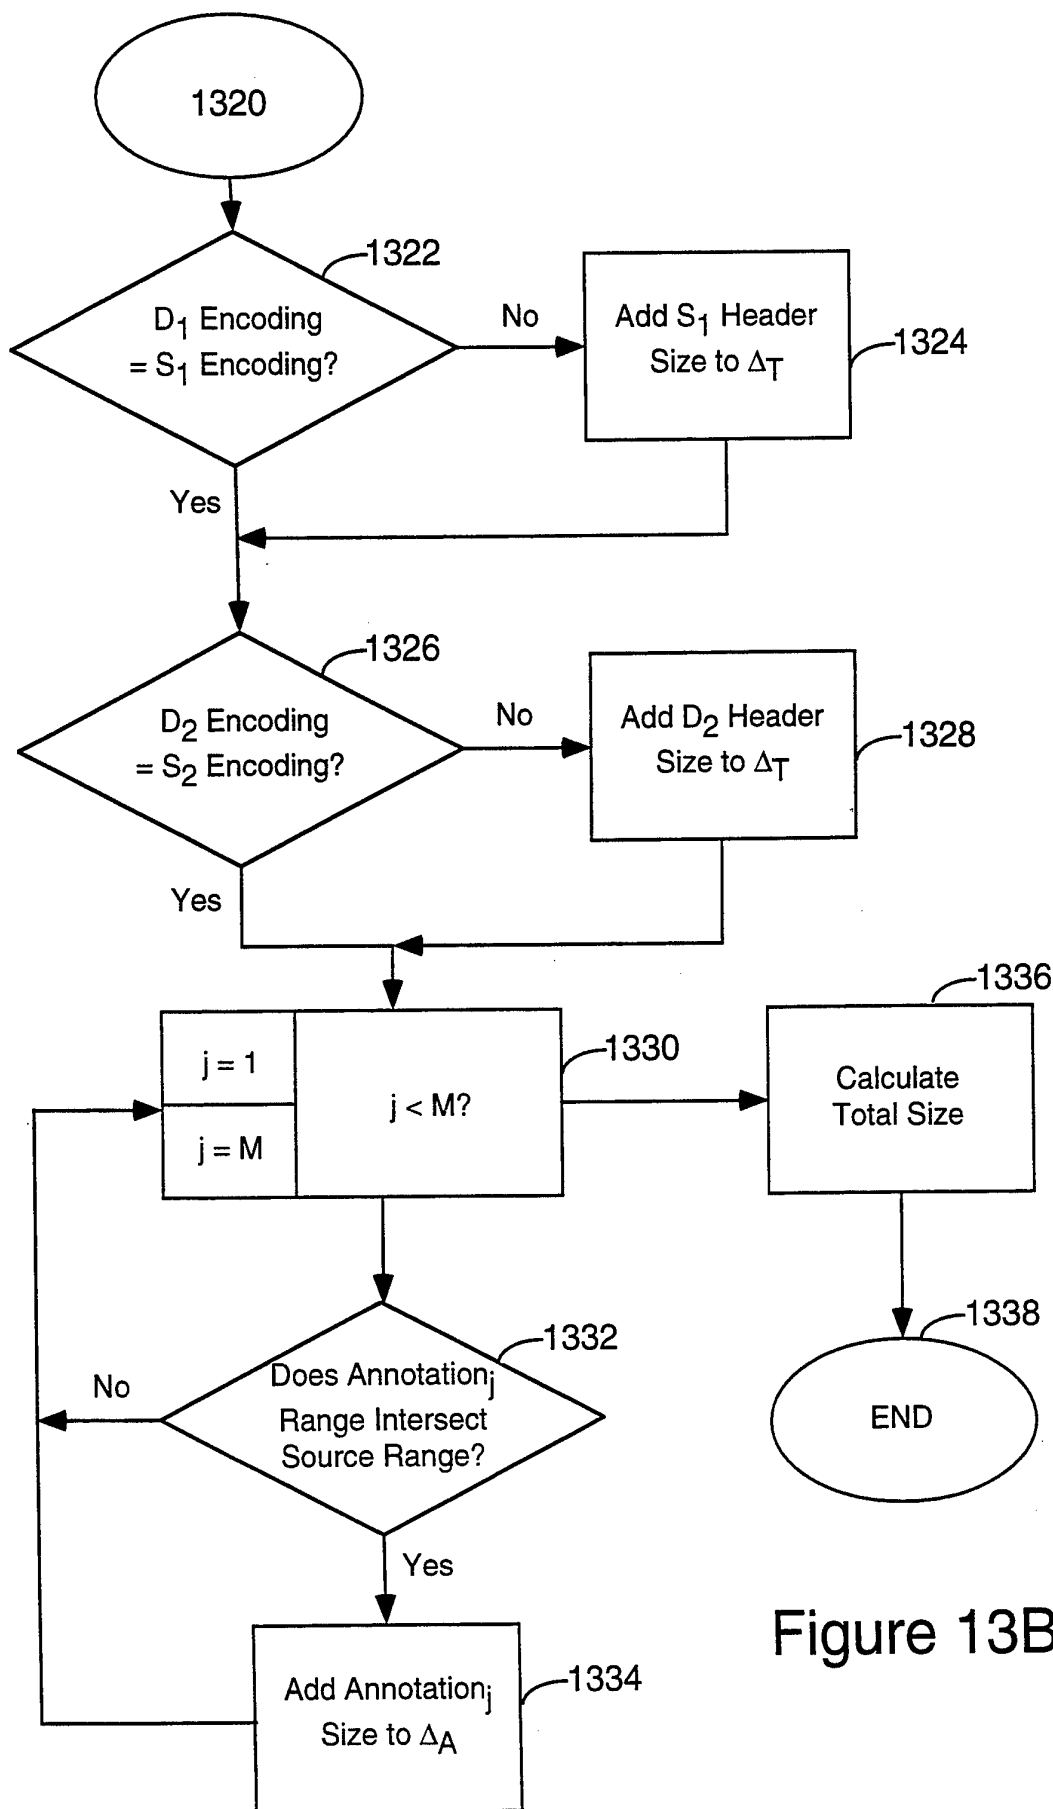 1320
1322
D1 Encoding
= S1 Encoding?
No
Add S1 Header
Size to ΔT
1324
Yes
1326
D2 Encoding
= S2 Encoding?
No
Add D2 Header
Size to ΔT
1328
Yes
j = 1
j = M
j < M?
1330
1336
Calculate
Total Size
1332
Does Annotationj
Range Intersect
Source Range?
No
1338
END
Yes
Add Annotationj
Size to ΔA
1334
Figure 13B